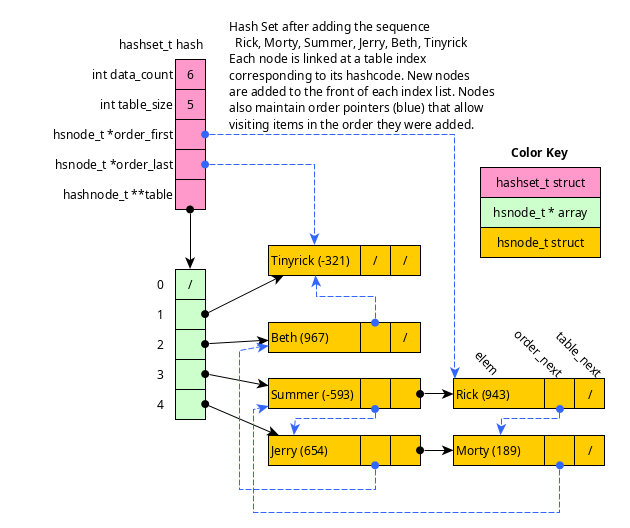 Hash Set after adding the sequence
Rick, Morty, Summer, Jerry, Beth, Tinyrick
Each node is linked at a table index
corresponding to its hashcode. New nodes
are added to the front of each index list. Nodes
also maintain order pointers (blue) that allow
visiting items in the order they were added.
hashset_t hash
int data_count 6
int table_size 5
hsnode_t *order_first
hsnode_t *order_last
hashnode_t **table
Color Key
hashset_t struct
hsnode_t * array
hsnode_t struct
Tinyrick (-321) / /
0 /
1
2
3
4
Beth (967) /
elem
order_next
table_next
Summer (-593)
Rick (943) /
Jerry (654)
Morty (189) /